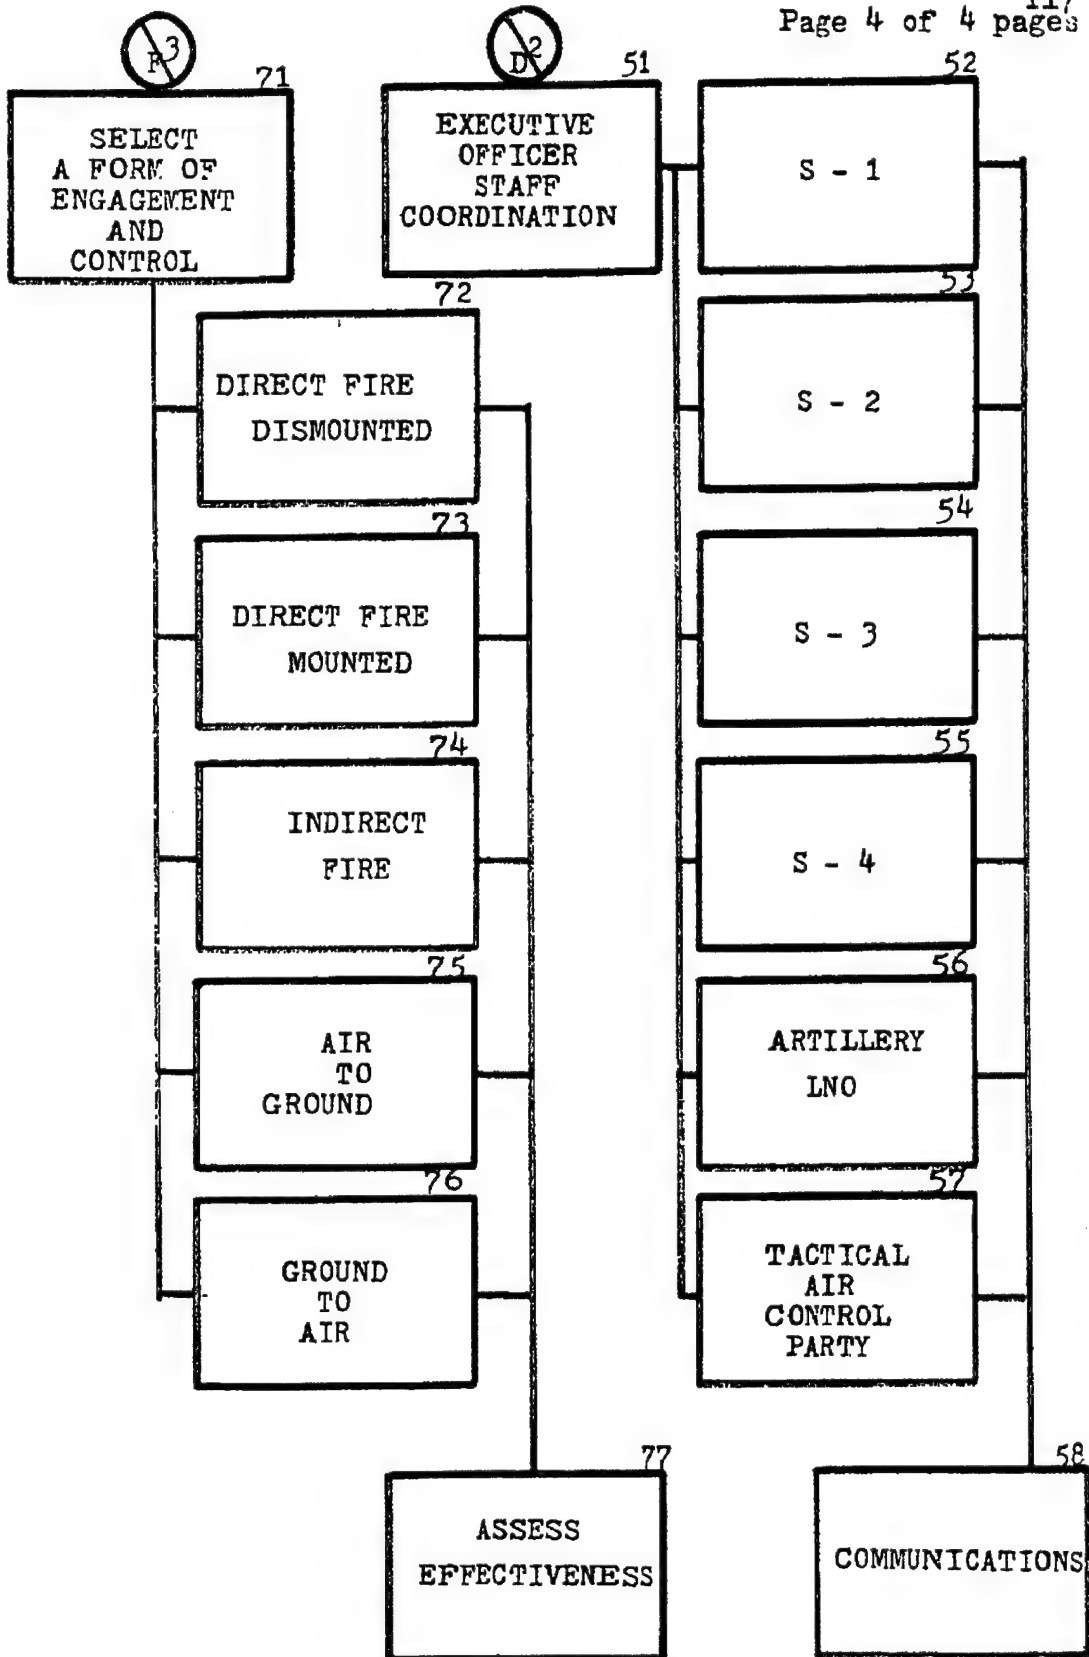 117
Page 4 of 4 pages
F 3
71
SELECT
A FORM OF
ENGAGEMENT
AND
CONTROL
72
DIRECT FIRE
DISMOUNTED
73
DIRECT FIRE
MOUNTED
74
INDIRECT
FIRE
75
AIR
TO
GROUND
76
GROUND
TO
AIR
77
ASSESS
EFFECTIVENESS
D 2
51
EXECUTIVE
OFFICER
STAFF
COORDINATION
52
S - 1
53
S - 2
54
S - 3
55
S - 4
56
ARTILLERY
LNO
57
TACTICAL
AIR
CONTROL
PARTY
58
COMMUNICATIONS